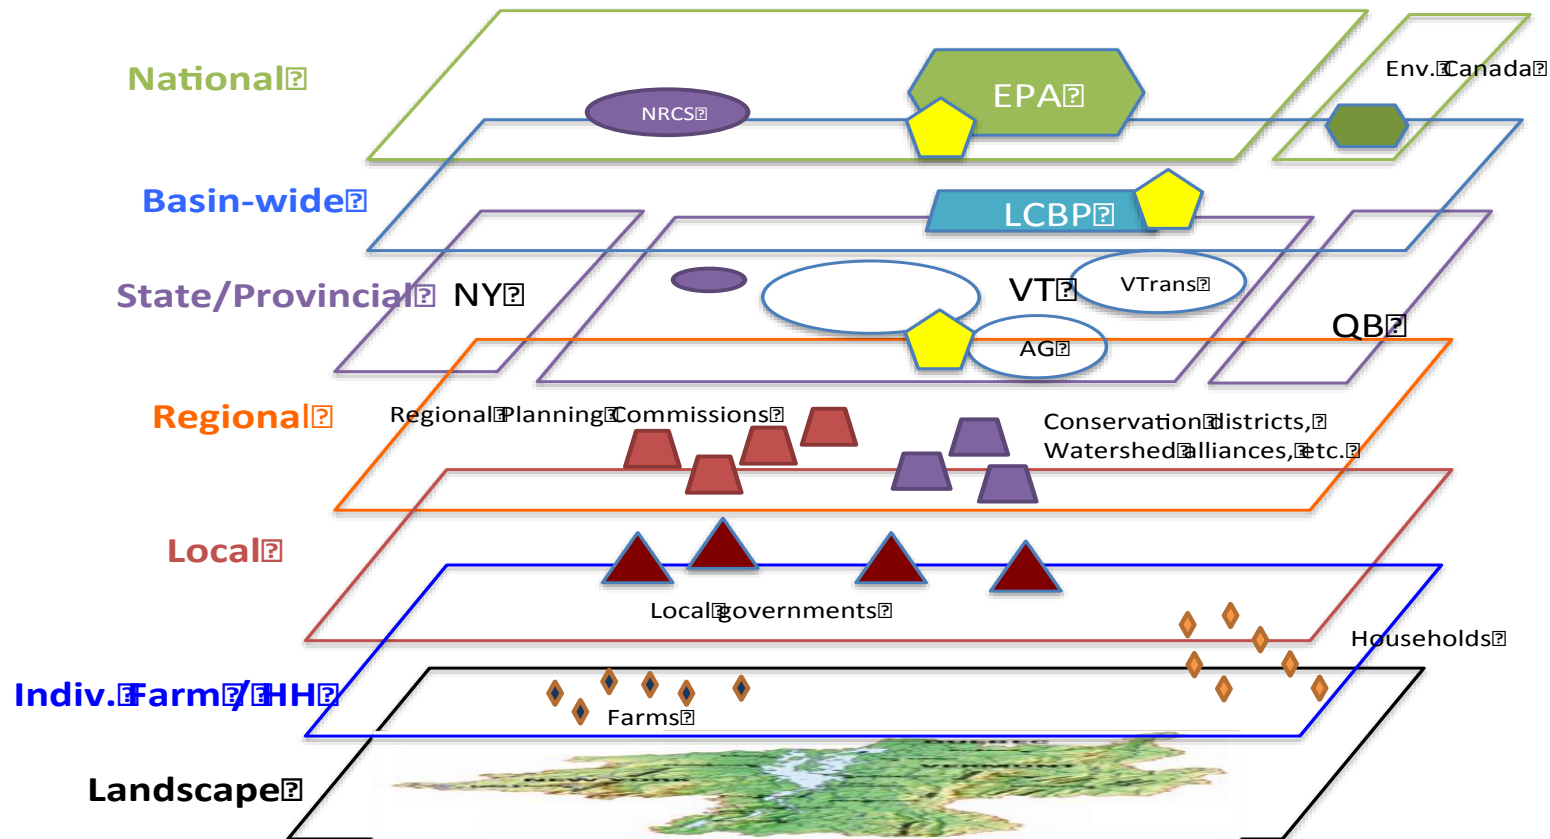 National
Env. Canada
EPA
NRCS
Basin-wide
LCBP
State/Provincial
NY
VT
VTrans
QB
AG
Regional
Regional Planning Commissions
Conservation districts,
Watershed alliances, etc.
Local
Local governments
Households
Indiv. Farm / HH
Farms
Landscape